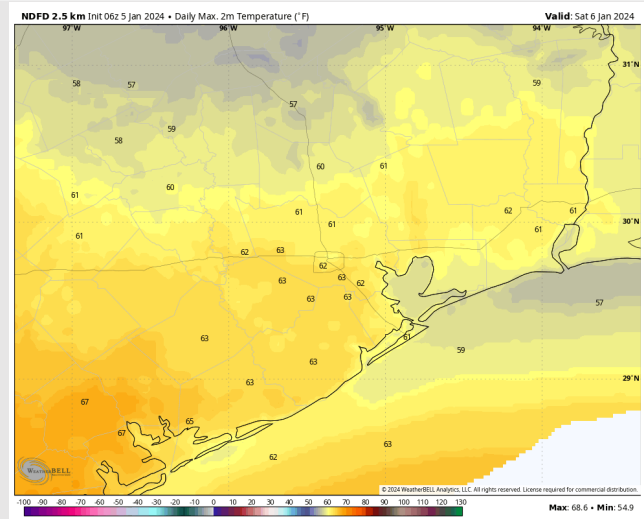 NDFD 2.5 km Init 06z 5 Jan 2024 • Daily Max. 2m Temperature (°F)
Valid: Sat 6 Jan 2024
97°W 96°W 95°W 94°W
31°N
58 57 59
57
58 59
60 61
61 60
61 62 61
61 61 61
30°N
62 63
62
63 63 62
63 63
63 61
59
57
63
63
29°N
67
67 65
63
62
WEATHERBELL
© 2024 WeatherBELL Analytics, LLC. All rights reserved. License required for commercial distribution.
-100 -90 -80 -70 -60 -50 -40 -30 -20 -10 0 10 20 30 40 50 60 70 80 90 100 110 120 130
Max: 68.6 • Min: 54.9